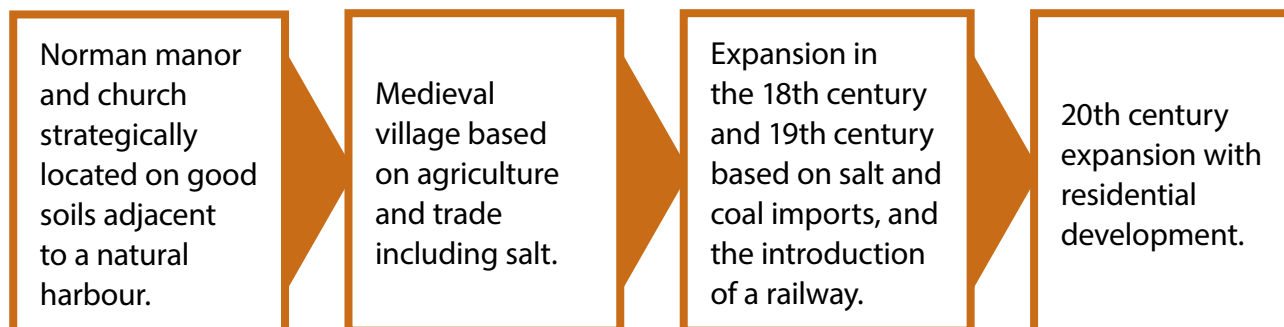 Norman manor
and church
strategically
located on good
soils adjacent
to a natural
harbour.
Medieval
village based
on agriculture
and trade
including salt.
Expansion in
the 18th century
and 19th century
based on salt and
coal imports, and
the introduction
of a railway.
20th century
expansion with
residential
development.